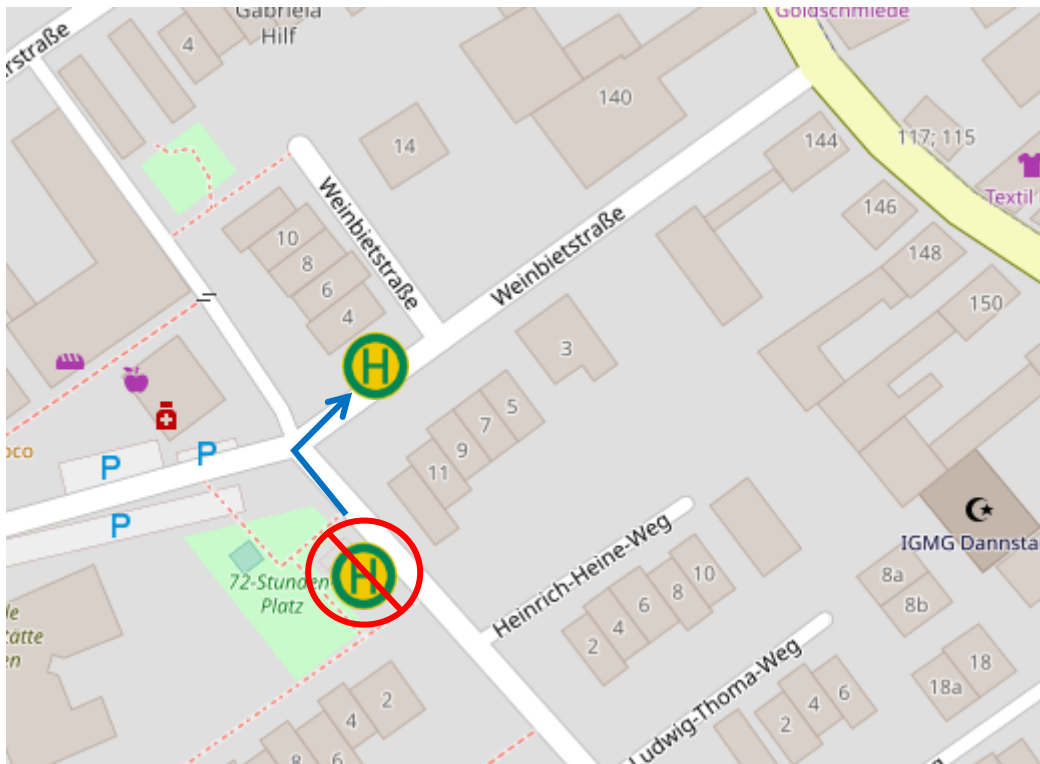 Gabriela
Hilf
Goldschmiede
4
140
14
144
117; 115
Textil
Weinbietstraße
10
8
6
4
Weinbietstraße
146
148
150
3
H
5
7
9
11
P
P
P
IGMG Dannsta
72-Stunden
Platz
H
Heinrich-Heine-Weg
10
8
6
4
2
8a
8b
18
18a
Ludwig-Thoma-Weg
6
4
2
2
4
6
8